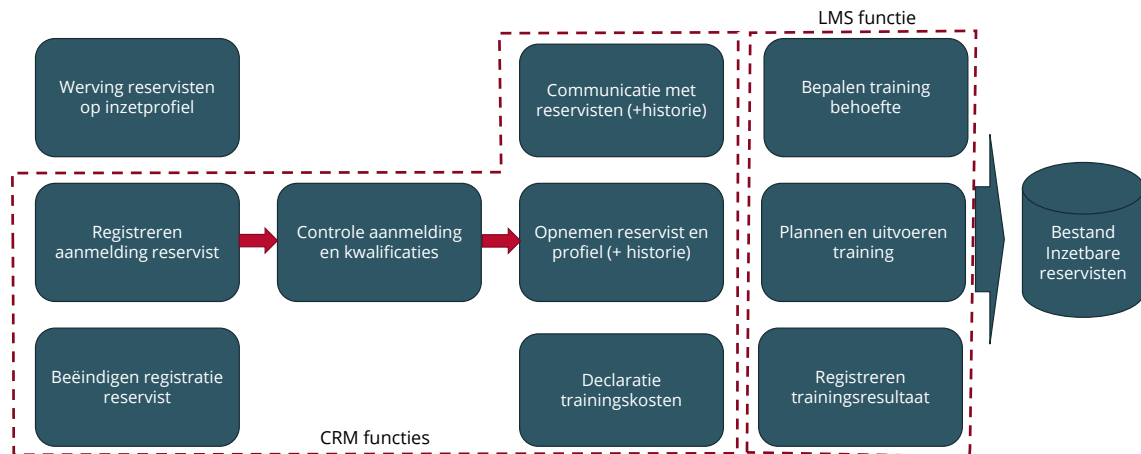 LMS functie
Werving reservisten
op inzetprofiel
Communicatie met
reservisten (+historie)
Bepalen training
behoefte
Registreren
aanmelding reservist
Controle aanmelding
en kwalificaties
Opnemen reservist en
profiel (+ historie)
Plannen en uitvoeren
training
Bestand
Inzetbare
reservisten
Beëindigen registratie
reservist
Declaratie
trainingskosten
Registreren
trainingsresultaat
CRM functies